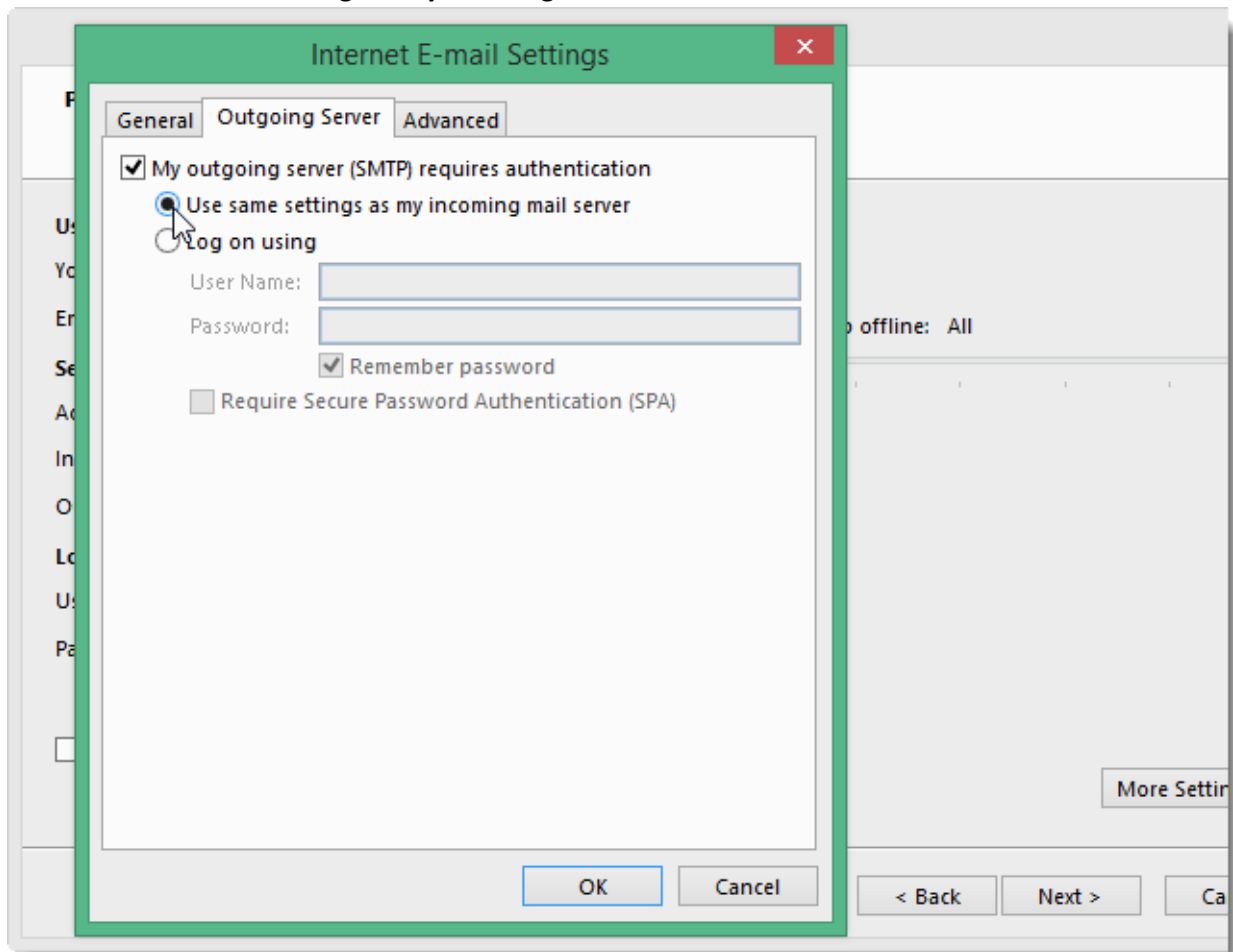 Internet E-mail Settings
General Outgoing Server Advanced
My outgoing server (SMTP) requires authentication
Use same settings as my incoming mail server
Log on using
User Name:
Password:
offline: All
Remember password
Require Secure Password Authentication (SPA)
More Settin
OK Cancel
< Back Next > Ca